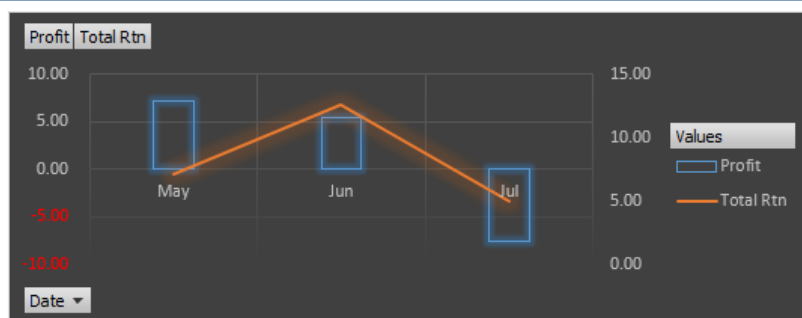 Profit Total Rtn
10.00
5.00
0.00
-5.00
-10.00
May Jun Jul
15.00
10.00
5.00
0.00
Values
Profit
Total Rtn
Date